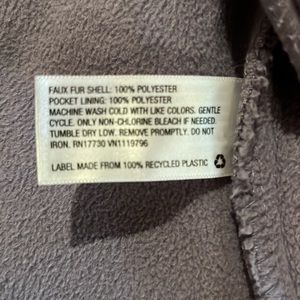 FAUX FUR SHELL: 100% POLYESTER
POCKET LINING: 100% POLYESTER
MACHINE WASH COLD WITH LIKE COLORS. GENTLE
CYCLE. ONLY NON-CHLORINE BLEACH IF NEEDED.
TUMBLE DRY LOW. REMOVE PROMPTLY. DO NOT
IRON. RN17730 VN1119796
LABEL MADE FROM 100% RECYCLED PLASTIC